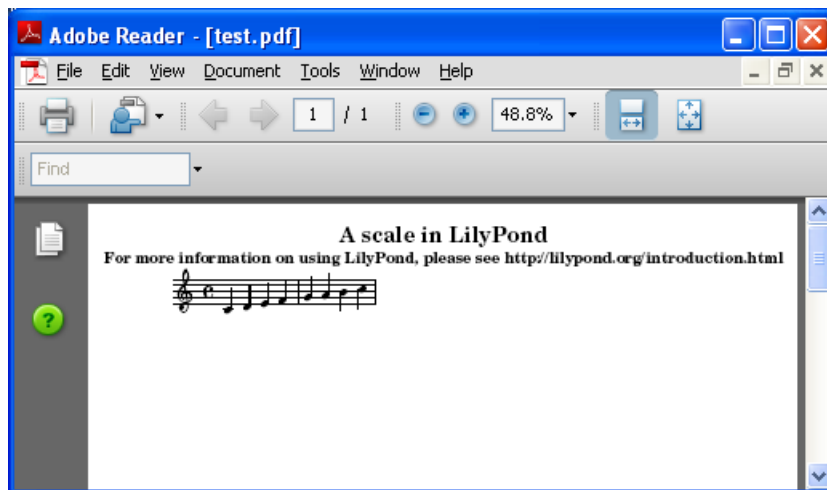 Adobe Reader - [test.pdf]
File Edit View Document Tools Window Help
1 / 1 48.8%
Find
A scale in LilyPond
For more information on using LilyPond, please see http://lilypond.org/introduction.html